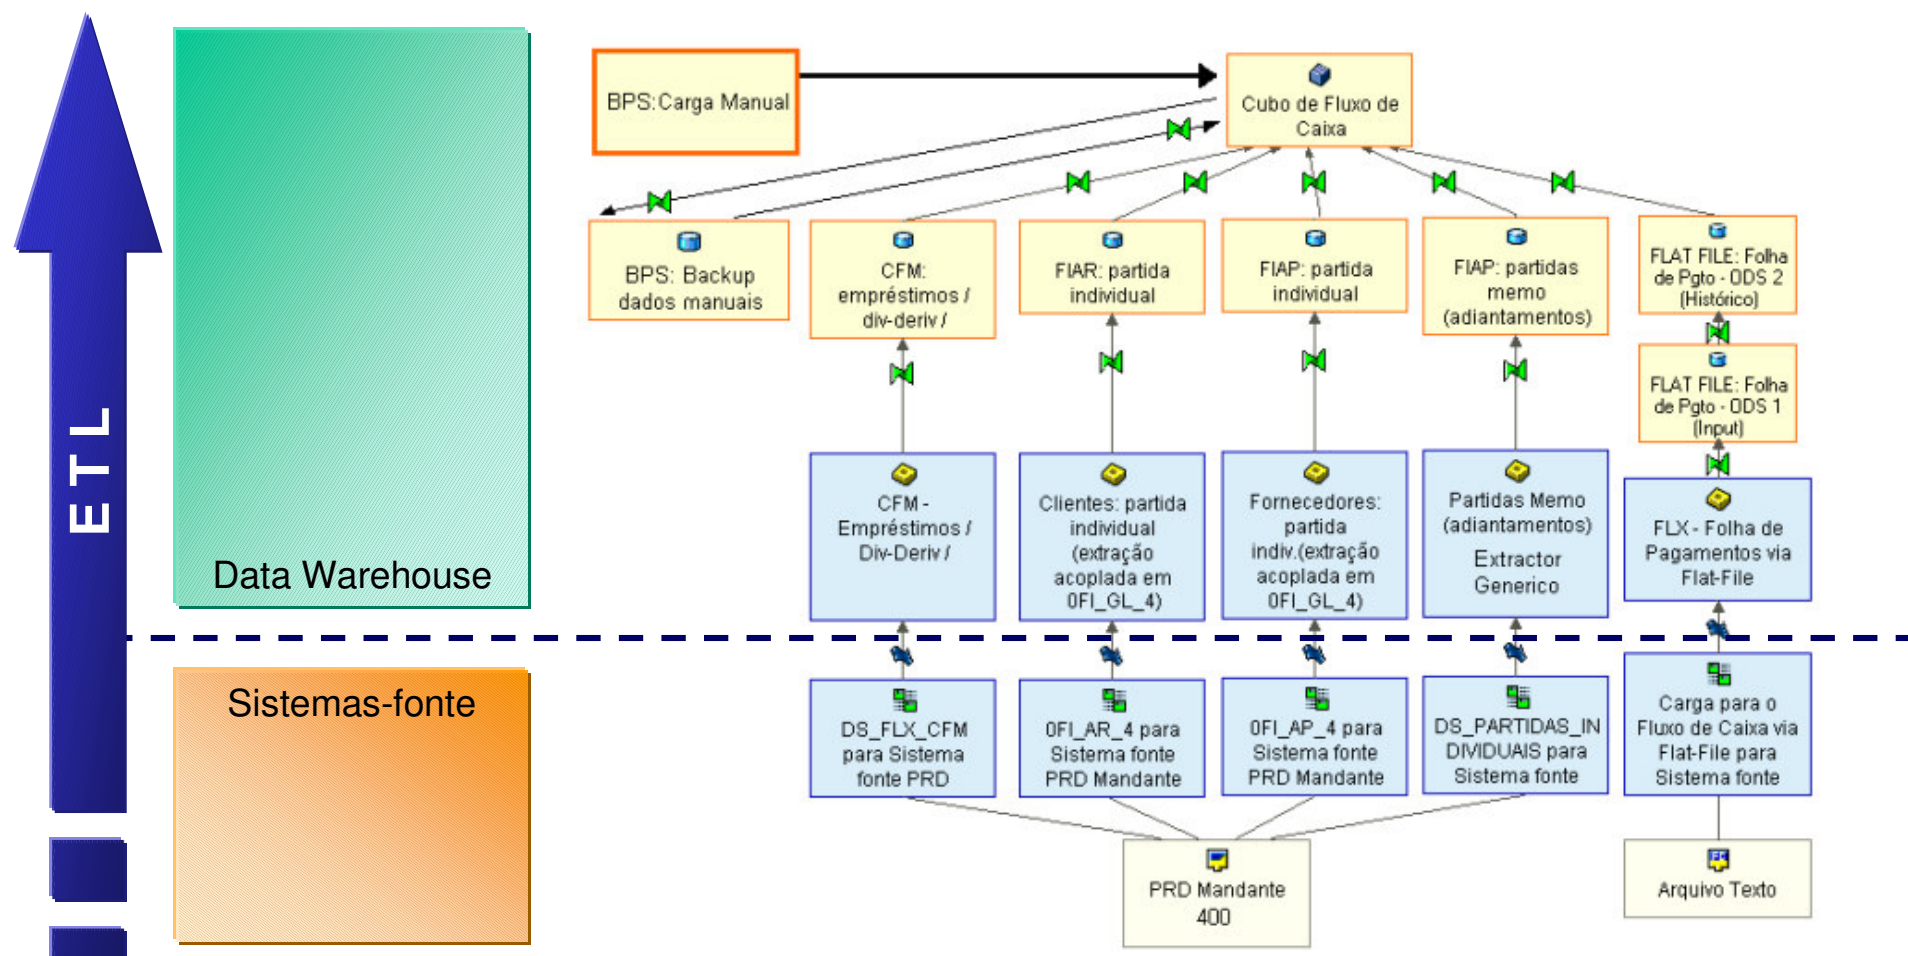 E T L
Data Warehouse
Sistemas-fonte
BPS:Carga Manual
Cubo de Fluxo de
Caixa
BPS: Backup
dados manuais
CFM:
empréstimos /
div-deriv /
FIAR: partida
individual
FIAP: partida
individual
FIAP: partidas
memo
(adiantamentos)
FLAT FILE: Folha
de Pgto - ODS 2
(Histórico)
FLAT FILE: Folha
de Pgto - ODS 1
(Input)
CFM -
Empréstimos /
Div-Deriv /
Clientes: partida
individual
(extração
acoplada em
0FI_GL_4)
Fornecedores:
partida
indiv.(extração
acoplada em
0FI_GL_4)
Partidas Memo
(adiantamentos)
Extractor
Generico
FLX - Folha de
Pagamentos via
Flat-File
DS_FLX_CFM
para Sistema
fonte PRD
0FI_AR_4 para
Sistema fonte
PRD Mandante
0FI_AP_4 para
Sistema fonte
PRD Mandante
DS_PARTIDAS_IN
DIVIDUAIS para
Sistema fonte
Carga para o
Fluxo de Caixa via
Flat-File para
Sistema fonte
PRD Mandante
400
Arquivo Texto